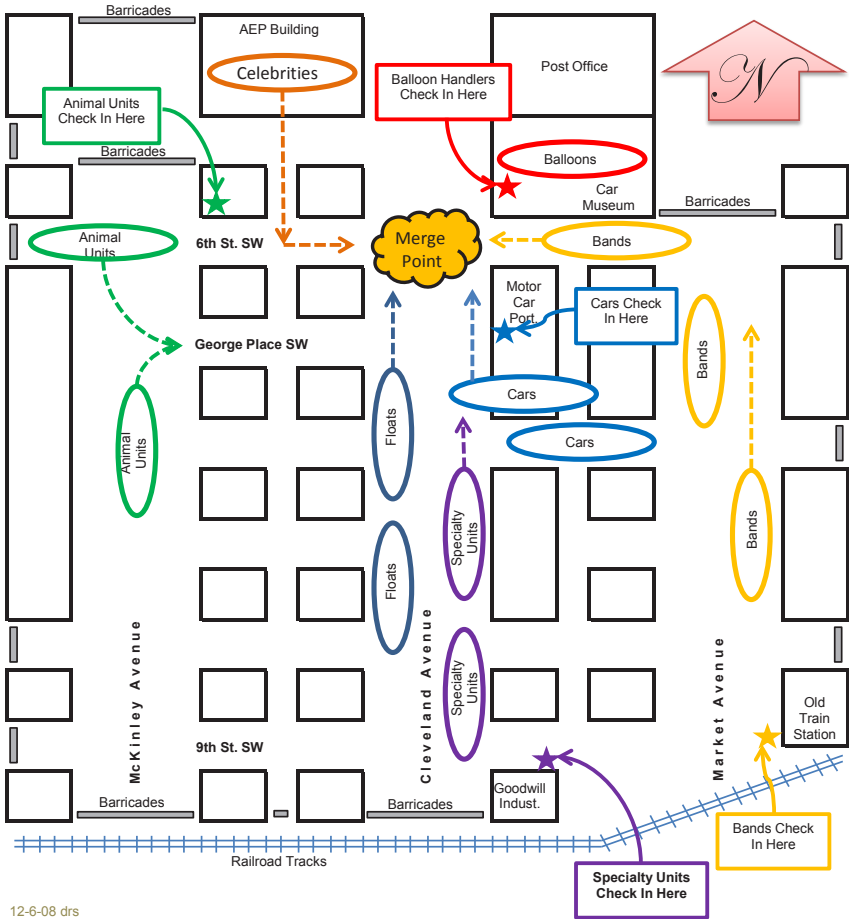 Barricades
AEP Building
Celebrities
Balloon Handlers
Check In Here
Post Office
N
Animal Units
Check In Here
Barricades
Balloons
Car
Museum
Barricades
Animal
Units
6th St. SW
Merge
Point
Bands
Motor
Car
Port.
Cars Check
In Here
George Place SW
Bands
Cars
Floats
Animal
Units
Cars
Specialty
Units
Bands
Floats
McKinley Avenue
Cleveland Avenue
Specialty
Units
Market Avenue
Old
Train
Station
9th St. SW
Goodwill
Indust.
Barricades
Barricades
Bands Check
In Here
Railroad Tracks
Specialty Units
Check In Here
12-6-08 drs